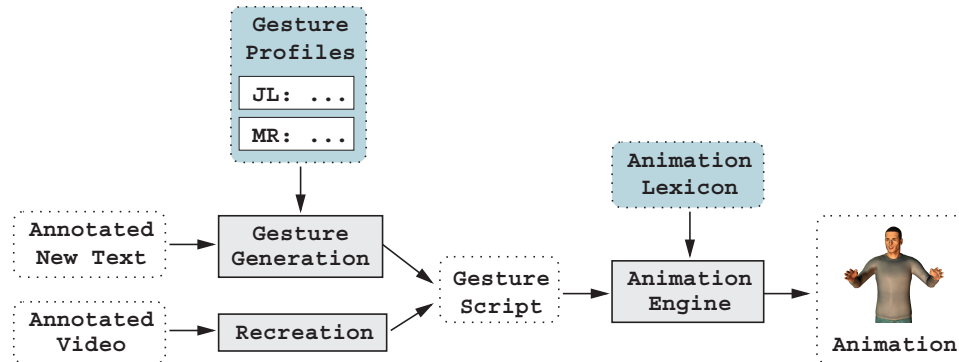 Gesture
Profiles
JL: ...
MR: ...
Animation
Lexicon
Annotated
New Text
Gesture
Generation
Gesture
Script
Animation
Engine
Annotated
Video
Recreation
Animation